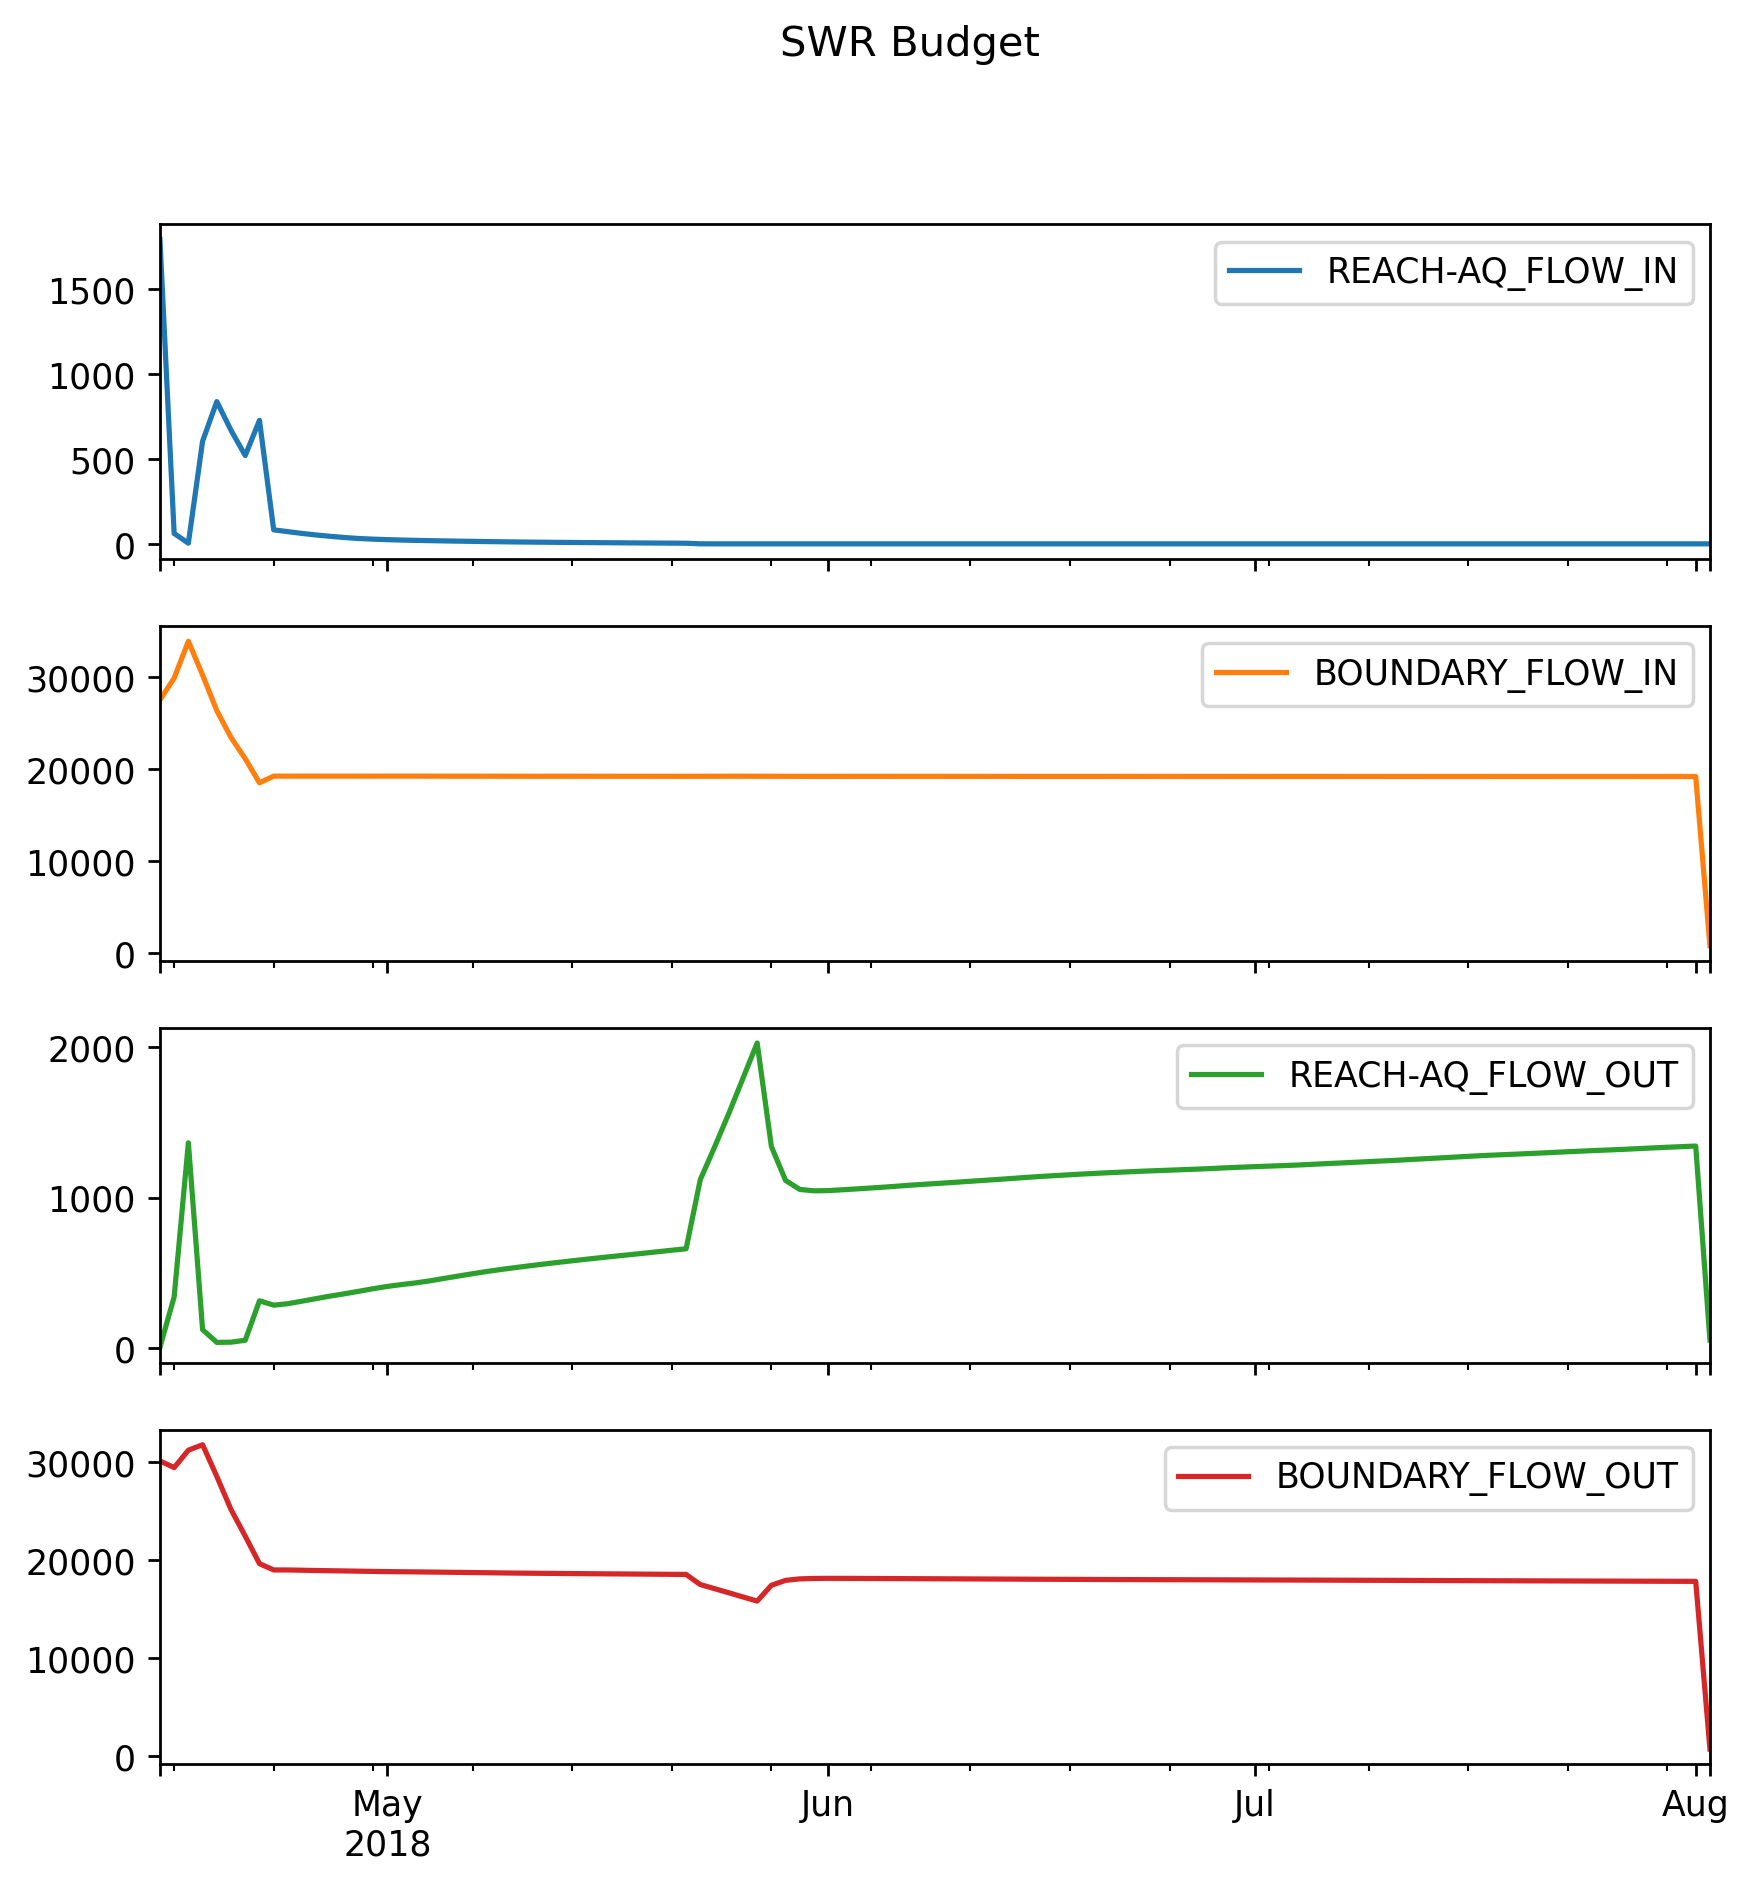 SWR Budget
REACH-AQ_FLOW_IN
1500
1000
500
0
BOUNDARY_FLOW_IN
30000
20000
10000
0
REACH-AQ_FLOW_OUT
2000
1000
0
BOUNDARY_FLOW_OUT
30000
20000
10000
0
May Jun Jul Aug
2018